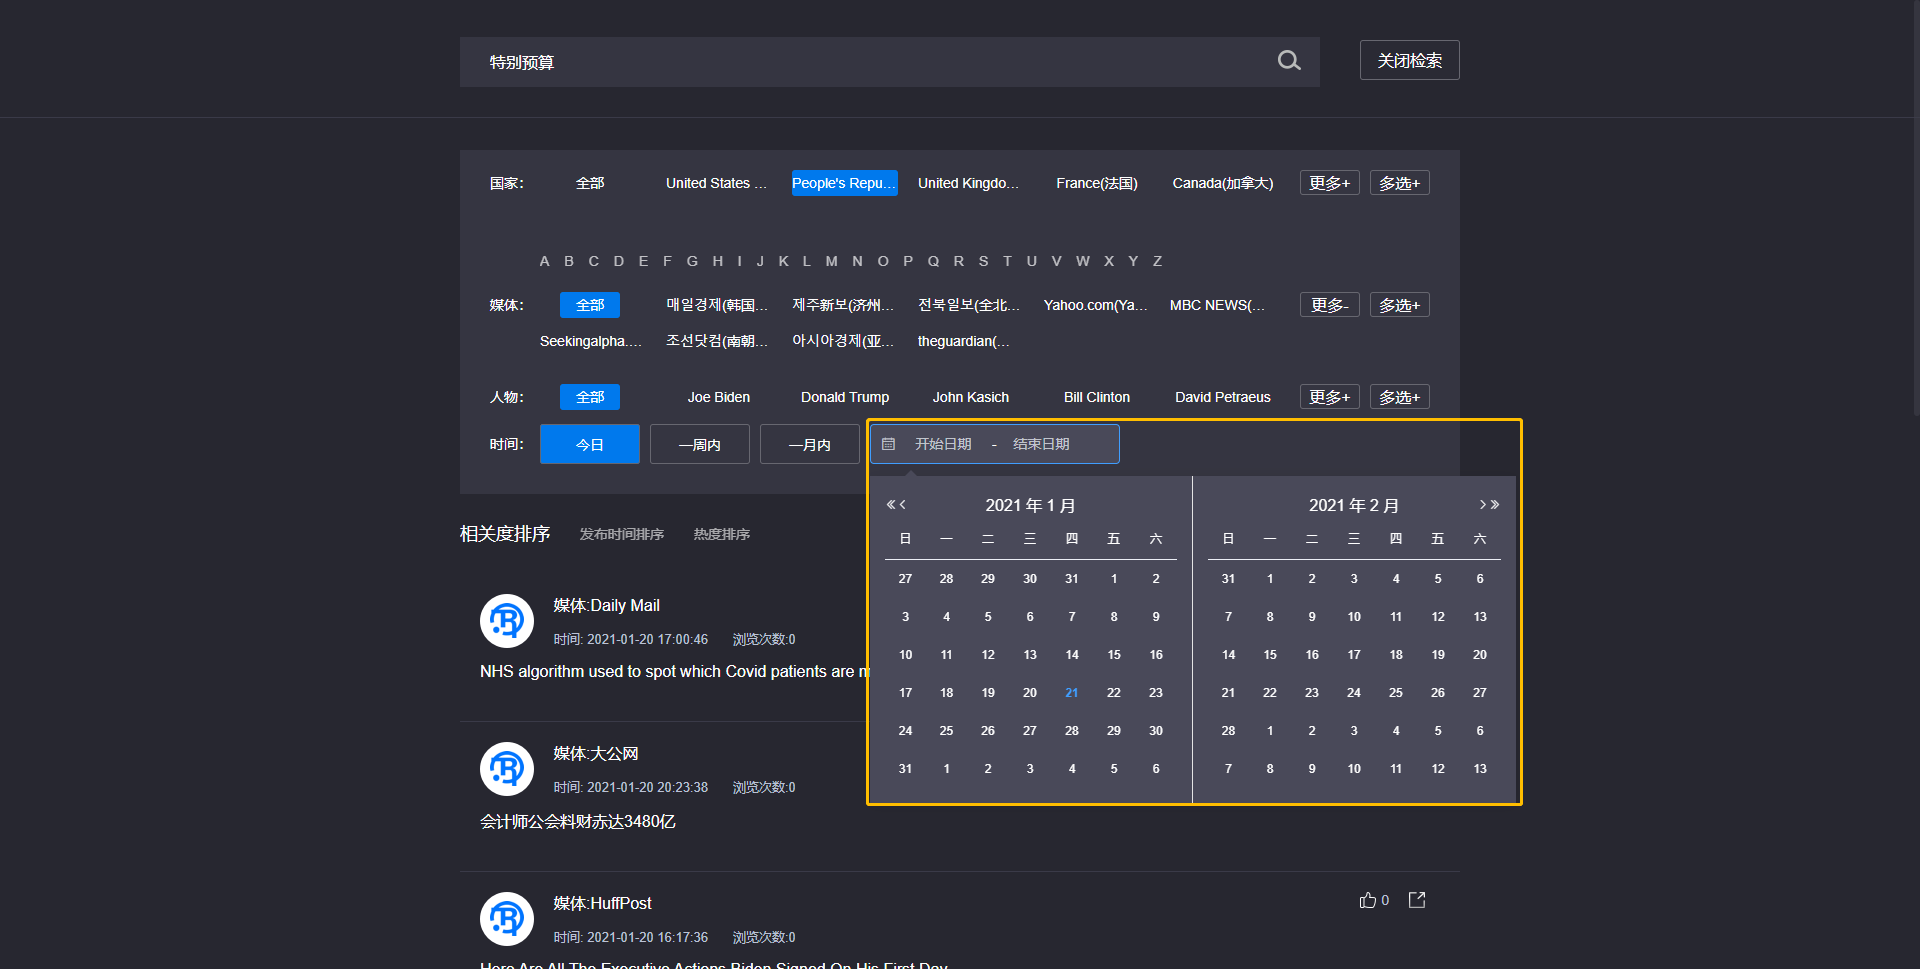 特别预算
关闭检索
国家: 全部 United States ... People's Repu... United Kingdo... France(法国) Canada(加拿大) 更多+ 多选+
A B C D E F G H I J K L M N O P Q R S T U V W X Y Z
媒体: 全部 매일경제(韩国... 제주新보(济州... 전북일보(全北... Yahoo.com(Ya... MBC NEWS(... 更多- 多选+
Seekingalpha.... 조선닷컴(南朝... 아시아경제(亚... theguardian(...
人物: 全部 Joe Biden Donald Trump John Kasich Bill Clinton David Petraeus 更多+ 多选+
时间: 今日 一周内 一月内 开始日期 - 结束日期
2021 年 1 月
日 一 二 三 四 五 六
27 28 29 30 31 1 2
3 4 5 6 7 8 9
10 11 12 13 14 15 16
17 18 19 20 21 22 23
24 25 26 27 28 29 30
31 1 2 3 4 5 6
2021 年 2 月
日 一 二 三 四 五 六
31 1 2 3 4 5 6
7 8 9 10 11 12 13
14 15 16 17 18 19 20
21 22 23 24 25 26 27
28 1 2 3 4 5 6
7 8 9 10 11 12 13
相关度排序 发布时间排序 热度排序
媒体:Daily Mail
时间: 2021-01-20 17:00:46 浏览次数:0
NHS algorithm used to spot which Covid patients are
媒体:大公网
时间: 2021-01-20 20:23:38 浏览次数:0
会计师公会料财赤达3480亿
媒体:HuffPost
0
时间: 2021-01-20 16:17:36 浏览次数:0
Here Are All The Executive Actions Biden Signed On His First Day